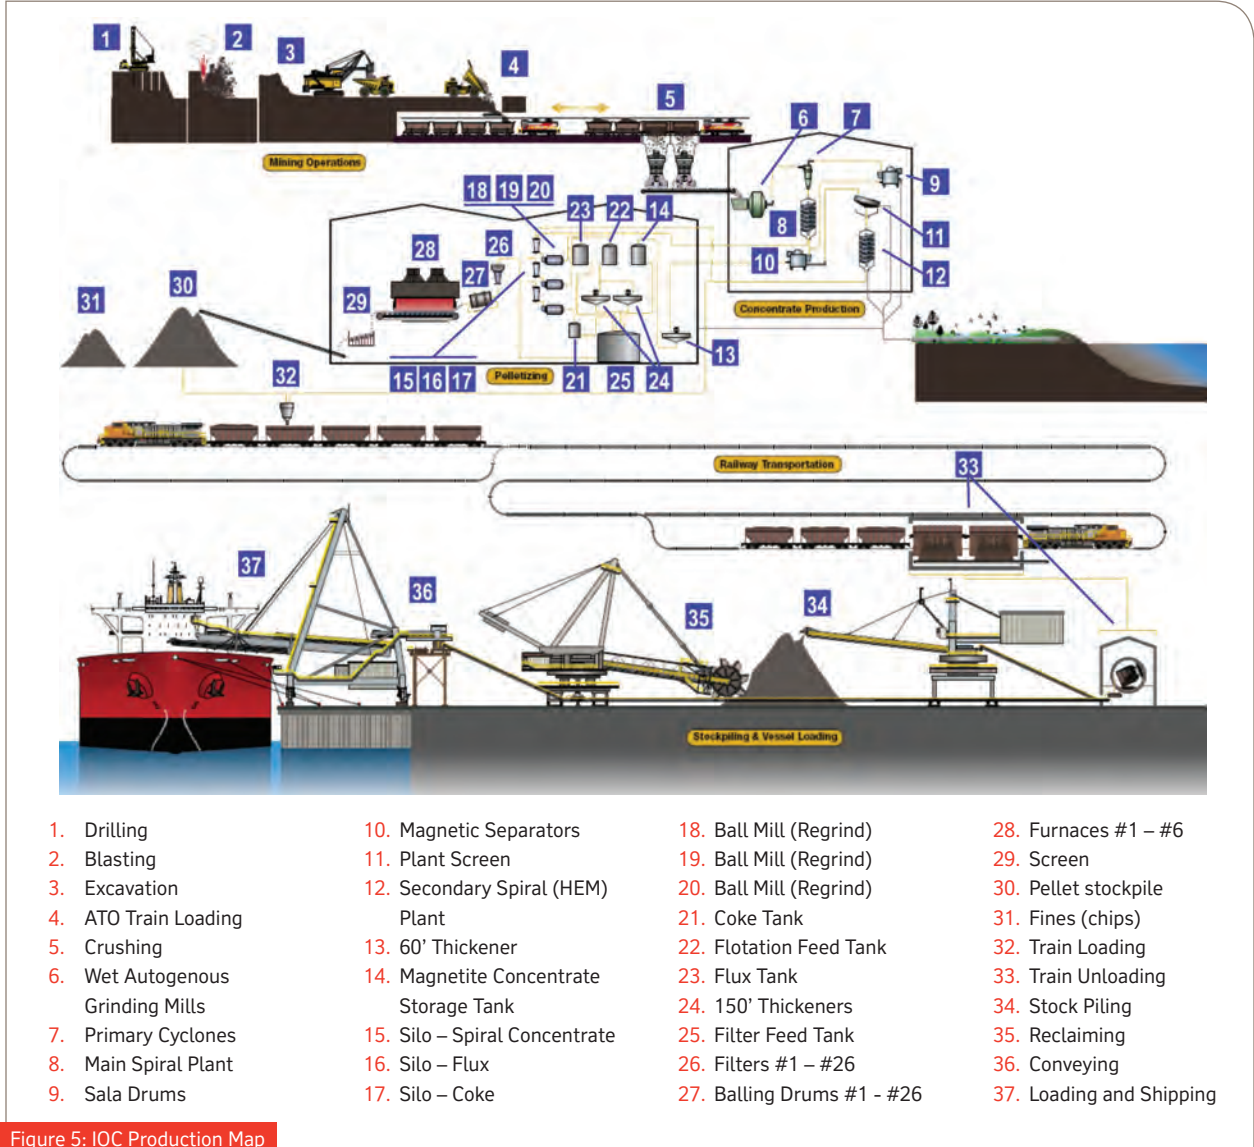 1
2
3
4
5
6
7
Mining Operations
18 19 20
23
22
14
8
9
28
26
10
11
27
12
30
29
Concentrate Production
31
13
32
15 16 17
Pelletizing
21
25
24
Railway Transportation
33
37
36
35
34
Stockpiling & Vessel Loading
1. Drilling
2. Blasting
3. Excavation
4. ATO Train Loading
5. Crushing
6. Wet Autogenous
Grinding Mills
7. Primary Cyclones
8. Main Spiral Plant
9. Sala Drums
10. Magnetic Separators
11. Plant Screen
12. Secondary Spiral (HEM)
Plant
13. 60’ Thickener
14. Magnetite Concentrate
Storage Tank
15. Silo – Spiral Concentrate
16. Silo – Flux
17. Silo – Coke
18. Ball Mill (Regrind)
19. Ball Mill (Regrind)
20. Ball Mill (Regrind)
21. Coke Tank
22. Flotation Feed Tank
23. Flux Tank
24. 150’ Thickeners
25. Filter Feed Tank
26. Filters #1 – #26
27. Balling Drums #1 - #26
28. Furnaces #1 – #6
29. Screen
30. Pellet stockpile
31. Fines (chips)
32. Train Loading
33. Train Unloading
34. Stock Piling
35. Reclaiming
36. Conveying
37. Loading and Shipping
Figure 5: IOC Production Map